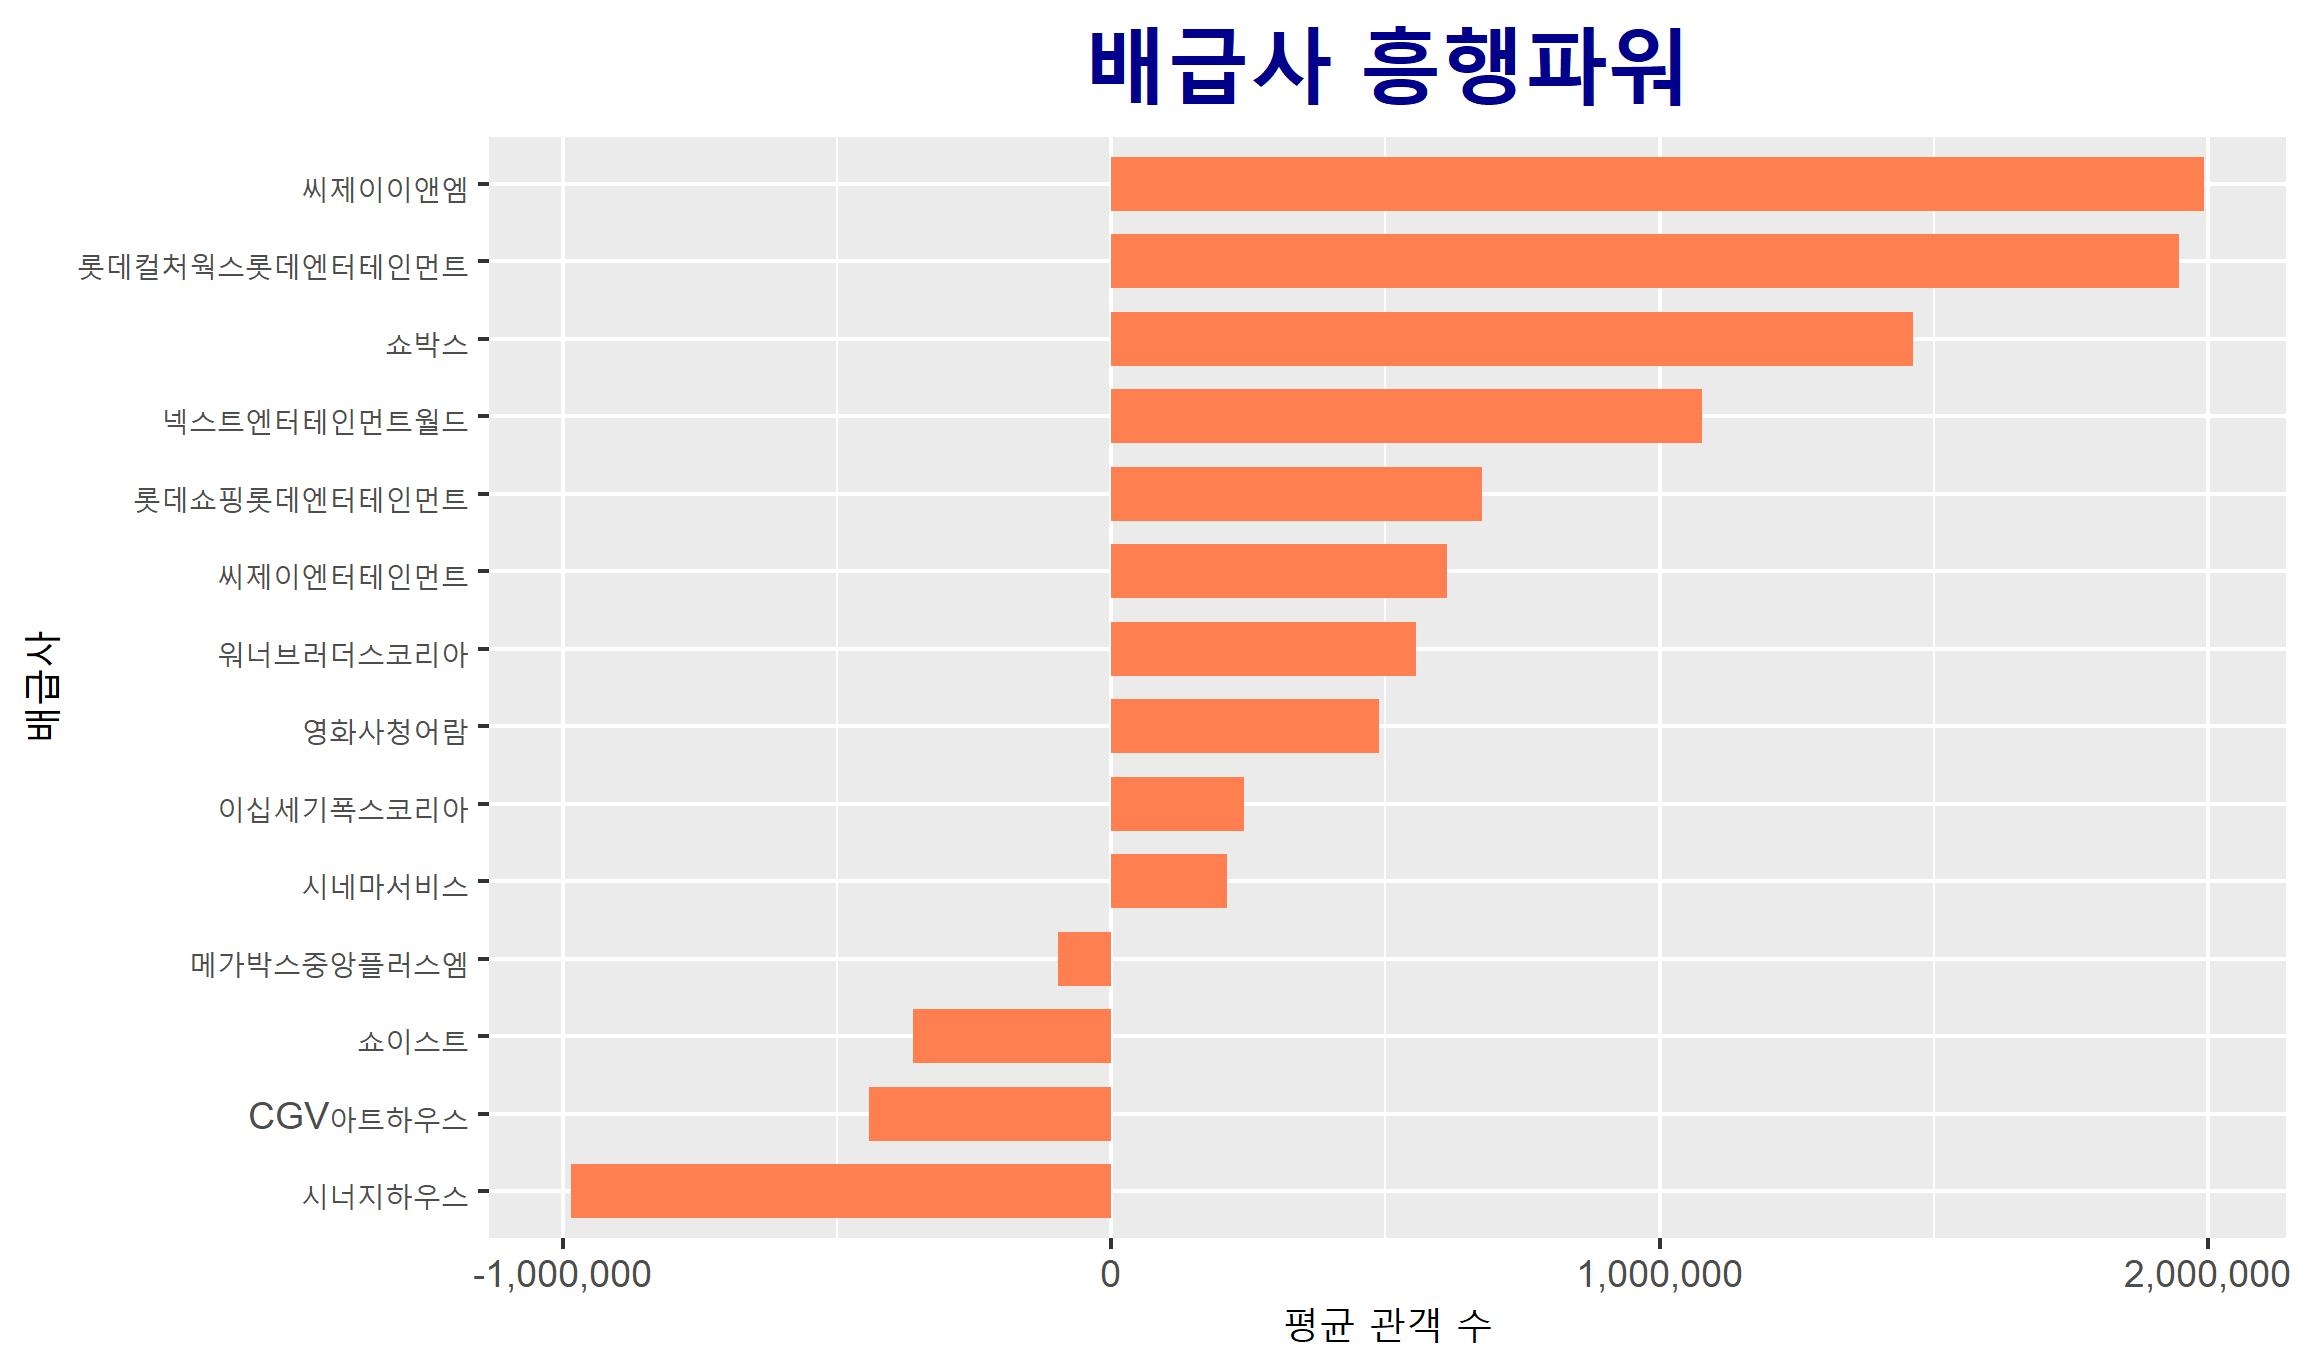 배급사 흥행파워
씨제이이앤엠
롯데컬처웍스롯데엔터테인먼트
쇼박스
넥스트엔터테인먼트월드
롯데쇼핑롯데엔터테인먼트
씨제이엔터테인먼트
워너브러더스코리아
영화사청어람
이십세기폭스코리아
시네마서비스
메가박스중앙플러스엠
쇼이스트
CGV아트하우스
시너지하우스
배급사
-1,000,000 0 1,000,000 2,000,000
평균 관객 수